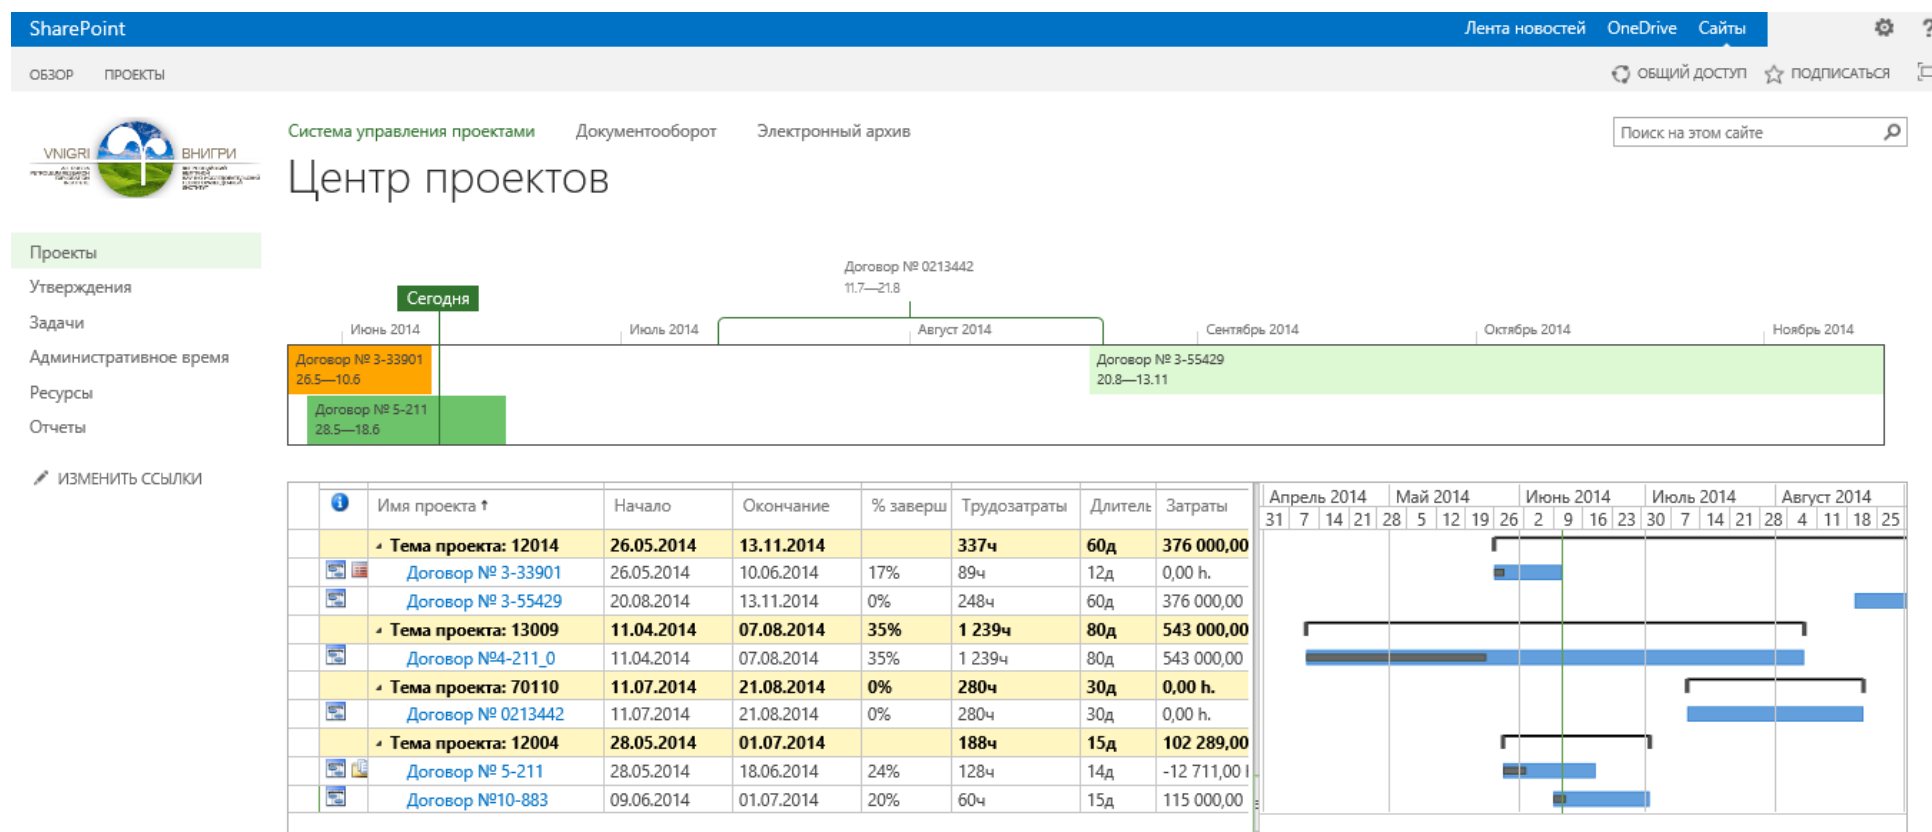 SharePoint
Лента новостей OneDrive Сайты
?
ОБЗОР ПРОЕКТЫ
ОБЩИЙ ДОСТУП ПОДПИСАТЬСЯ
VNIGRI ВНИГРИ
Система управления проектами Документооборот Электронный архив
Поиск на этом сайте
Центр проектов
Проекты
Утверждения
Задачи
Административное время
Ресурсы
Отчеты
ИЗМЕНИТЬ ССЫЛКИ
Договор № 0213442
11.7—21.8
Сегодня
Июнь 2014 Июль 2014 Август 2014 Сентябрь 2014 Октябрь 2014 Ноябрь 2014
Договор № 3-33901
26.5—10.6
Договор № 3-55429
20.8—13.11
Договор № 5-211
28.5—18.6
Имя проекта ↑ Начало Окончание % заверш Трудозатраты Длитель Затраты
Апрель 2014 Май 2014 Июнь 2014 Июль 2014 Август 2014
31 7 14 21 28 5 12 19 26 2 9 16 23 30 7 14 21 28 4 11 18 25
Тема проекта: 12014 26.05.2014 13.11.2014 337ч 60д 376 000,00
Договор № 3-33901 26.05.2014 10.06.2014 17% 89ч 12д 0,00 h.
Договор № 3-55429 20.08.2014 13.11.2014 0% 248ч 60д 376 000,00
Тема проекта: 13009 11.04.2014 07.08.2014 35% 1 239ч 80д 543 000,00
Договор №4-211_0 11.04.2014 07.08.2014 35% 1 239ч 80д 543 000,00
Тема проекта: 70110 11.07.2014 21.08.2014 0% 280ч 30д 0,00 h.
Договор № 0213442 11.07.2014 21.08.2014 0% 280ч 30д 0,00 h.
Тема проекта: 12004 28.05.2014 01.07.2014 188ч 15д 102 289,00
Договор № 5-211 28.05.2014 18.06.2014 24% 128ч 14д -12 711,00
Договор №10-883 09.06.2014 01.07.2014 20% 60ч 15д 115 000,00